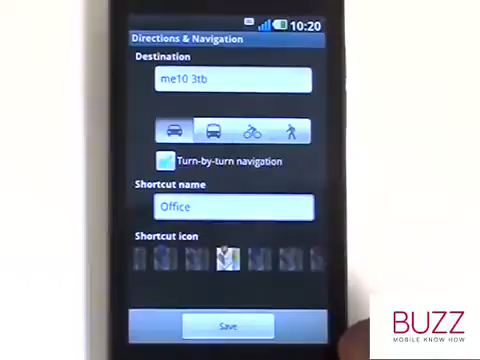 10:20
Directions & Navigation
Destination
me10 3tb
Turn-by-turn navigation
Shortcut name
Office
Shortcut icon
Save
BUZZ
MOBILE KNOW HOW